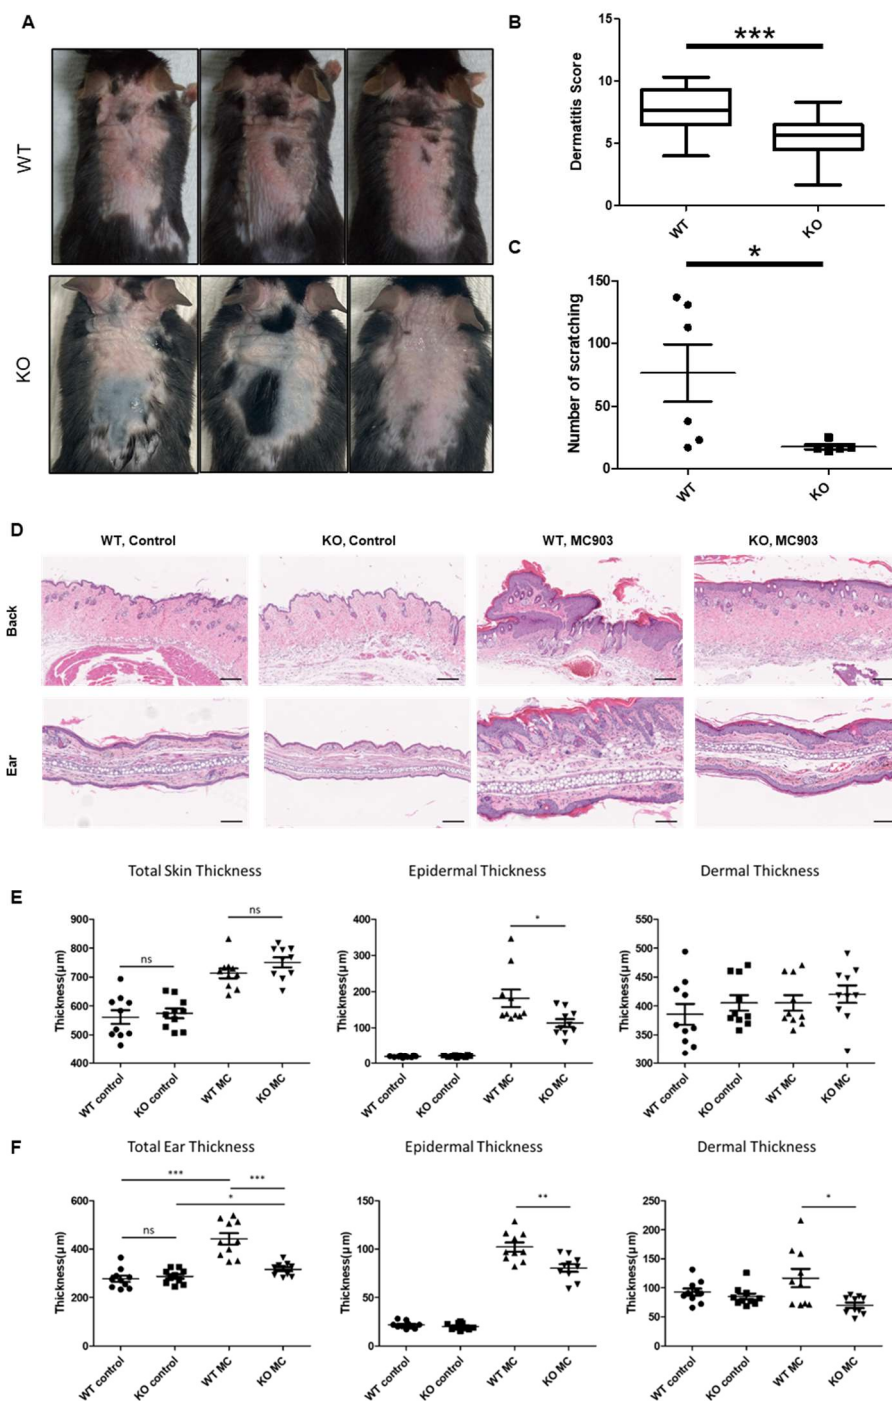 A
WT
KO
B
***
Dermatitis Score
15
10
5
0
WT
KO
C
*
Number of scratching
150
100
50
0
WT
KO
D
WT, Control
KO, Control
WT, MC903
KO, MC903
Back
Ear
E
Total Skin Thickness
Thickness(μm)
900
800
700
600
500
400
ns
ns
WT control
KO control
WT MC
KO MC
Epidermal Thickness
Thickness(μm)
400
300
200
100
0
*
WT control
KO control
WT MC
KO MC
Dermal Thickness
Thickness(μm)
550
500
450
400
350
300
WT control
KO control
WT MC
KO MC
F
Total Ear Thickness
Thickness(μm)
600
400
200
0
***
***
*
ns
WT control
KO control
WT MC
KO MC
Epidermal Thickness
Thickness(μm)
150
100
50
0
**
WT control
KO control
WT MC
KO MC
Dermal Thickness
Thickness(μm)
250
200
150
100
50
0
*
WT control
KO control
WT MC
KO MC